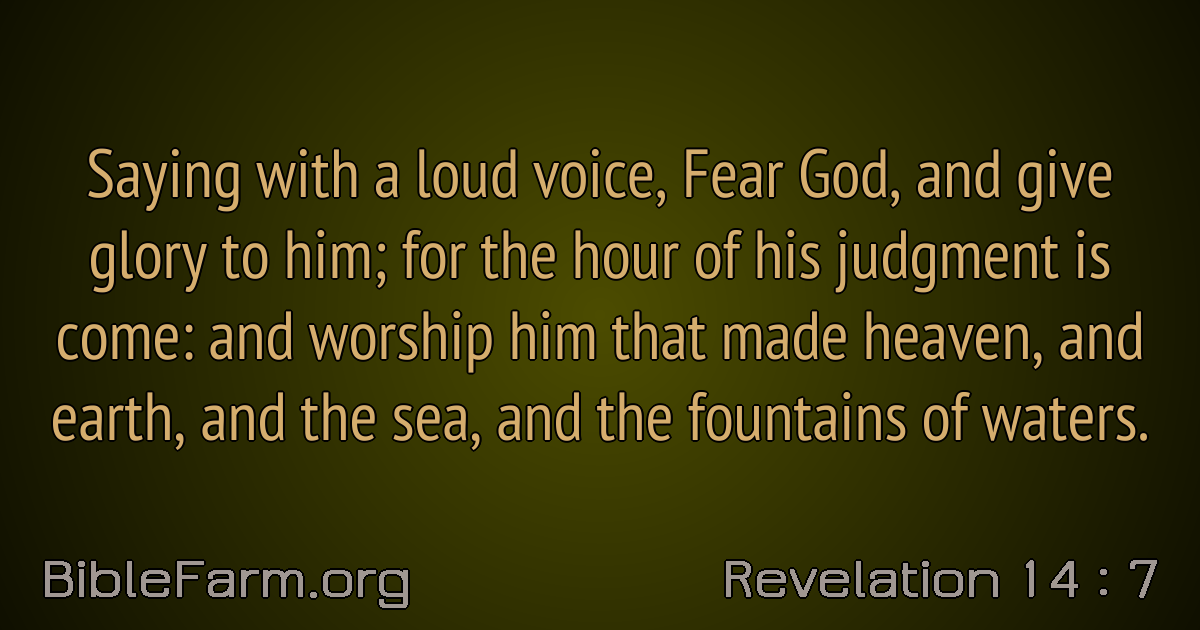 Saying with a loud voice, Fear God, and give
glory to him; for the hour of his judgment is
come: and worship him that made heaven, and
earth, and the sea, and the fountains of waters.
BibleFarm.org
Revelation 14 : 7